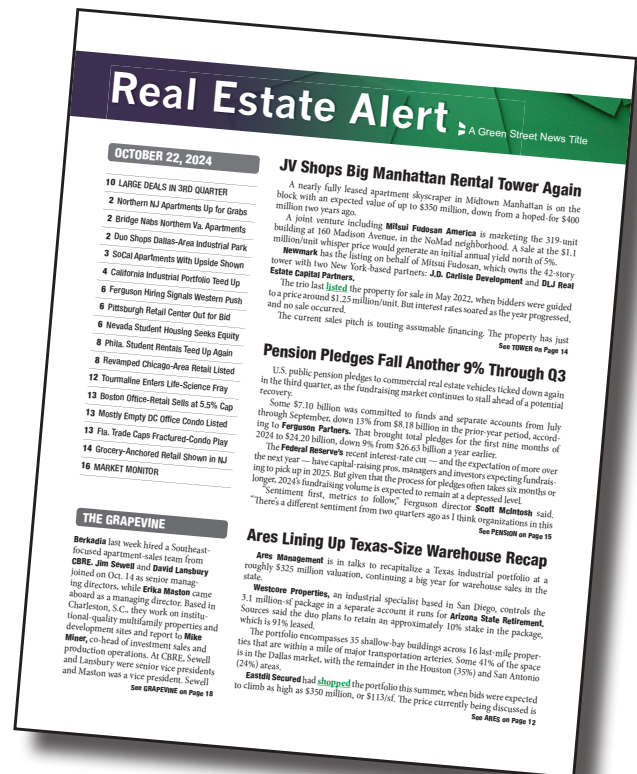 Real Estate Alert
A Green Street News Title
OCTOBER 22, 2024
10 LARGE DEALS IN 3RD QUARTER
2 Northern NJ Apartments Up for Grabs
2 Bridge Nabs Northern Va. Apartments
2 Duo Shops Dallas-Area Industrial Park
3 SoCal Apartments With Upside Shown
4 California Industrial Portfolio Teed Up
6 Ferguson Hiring Signals Western Push
6 Pittsburgh Retail Center Out for Bid
6 Nevada Student Housing Seeks Equity
8 Phila. Student Rentals Teed Up Again
8 Revamped Chicago-Area Retail Listed
12 Tourmaline Enters Life-Science Fray
13 Boston Office-Retail Sells at 5.5% Cap
13 Mostly Empty DC Office Condo Listed
13 Fla. Trade Caps Fractured-Condo Play
14 Grocery-Anchored Retail Shown in NJ
16 MARKET MONITOR
THE GRAPEVINE
Berkadia last week hired a Southeast-
focused apartment-sales team from
CBRE. Jim Sewell and David Lansbury
joined on Oct. 14 as senior manag-
ing directors, while Erika Maston came
aboard as a managing director. Based in
Charleston, S.C., they work on institu-
tional-quality multifamily properties and
development sites and report to Mike
Miner, co-head of investment sales and
production operations. At CBRE, Sewell
and Lansbury were senior vice presidents
and Maston was a vice president. Sewell
See GRAPEVINE on Page 18
JV Shops Big Manhattan Rental Tower Again
A nearly fully leased apartment skyscraper in Midtown Manhattan is on the
block with an expected value of up to $350 million, down from a hoped-for $400
million two years ago.
A joint venture including Mitsui Fudosan America is marketing the 319-unit
building at 160 Madison Avenue, in the NoMad neighborhood. A sale at the $1.1
million/unit whisper price would generate an initial annual yield north of 5%.
Newmark has the listing on behalf of Mitsui Fudosan, which owns the 42-story
tower with two New York-based partners: J.D. Carlisle Development and DLJ Real
Estate Capital Partners.
The trio last listed the property for sale in May 2022, when bidders were guided
to a price around $1.25 million/unit. But interest rates soared as the year progressed,
and no sale occurred.
The current sales pitch is touting assumable financing. The property has just
See TOWER on Page 14
Pension Pledges Fall Another 9% Through Q3
U.S. public pension pledges to commercial real estate vehicles ticked down again
in the third quarter, as the fundraising market continues to stall ahead of a potential
recovery.
Some $7.10 billion was committed to funds and separate accounts from July
through September, down 13% from $8.18 billion in the prior-year period, accord-
ing to Ferguson Partners. That brought total pledges for the first nine months of
2024 to $24.20 billion, down 9% from $26.63 billion a year earlier.
The Federal Reserve's recent interest-rate cut — and the expectation of more over
the next year — have capital-raising pros, managers and investors expecting fundrais-
ing to pick up in 2025. But given that the process for pledges often takes six months or
longer, 2024's fundraising volume is expected to remain at a depressed level.
"Sentiment first, metrics to follow," Ferguson director Scott McIntosh said.
"There's a different sentiment from two quarters ago as I think organizations in this
See PENSION on Page 15
Ares Lining Up Texas-Size Warehouse Recap
Ares Management is in talks to recapitalize a Texas industrial portfolio at a
roughly $325 million valuation, continuing a big year for warehouse sales in the
state.
Westcore Properties, an industrial specialist based in San Diego, controls the
3.1 million-sf package in a separate account it runs for Arizona State Retirement.
Sources said the duo plans to retain an approximately 10% stake in the package,
which is 91% leased.
The portfolio encompasses 35 shallow-bay buildings across 16 last-mile proper-
ties that are within a mile of major transportation arteries. Some 41% of the space
is in the Dallas market, with the remainder in the Houston (35%) and San Antonio
(24%) areas.
Eastdil Secured had shopped the portfolio this summer, when bids were expected
to climb as high as $350 million, or $113/sf. The price currently being discussed is
See ARES on Page 12